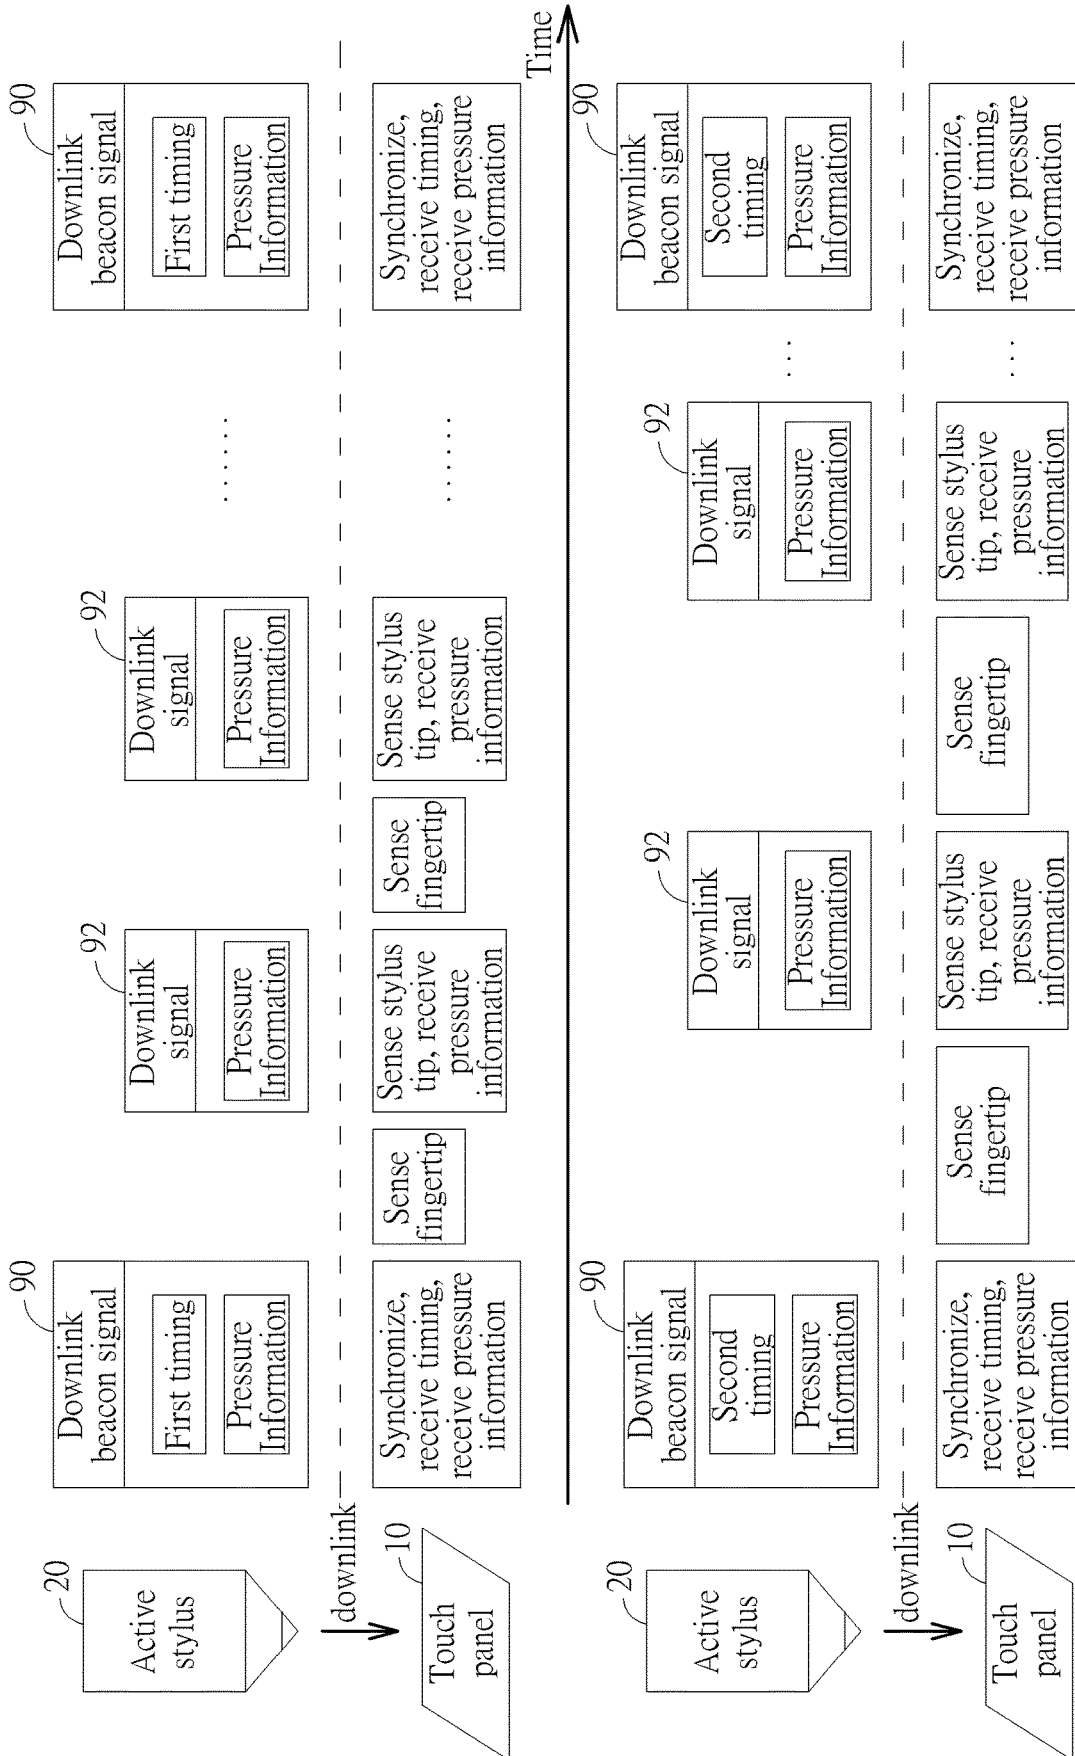 20
Active
stylus
downlink
10
Touch
panel
90
Downlink
beacon signal
First timing
Pressure
Information
92
Downlink
signal
Pressure
Information
92
Downlink
signal
Pressure
Information
......
90
Downlink
beacon signal
First timing
Pressure
Information
Synchronize,
receive timing,
receive pressure
information
Sense
fingertip
Sense stylus
tip, receive
pressure
information
Sense
fingertip
Sense stylus
tip, receive
pressure
information
......
Synchronize,
receive timing,
receive pressure
information
Time
20
Active
stylus
downlink
10
Touch
panel
90
Downlink
beacon signal
Second
timing
Pressure
Information
92
Downlink
signal
Pressure
Information
92
Downlink
signal
Pressure
Information
...
90
Downlink
beacon signal
Second
timing
Pressure
Information
Synchronize,
receive timing,
receive pressure
information
Sense
fingertip
Sense stylus
tip, receive
pressure
information
Sense
fingertip
Sense stylus
tip, receive
pressure
information
...
Synchronize,
receive timing,
receive pressure
information